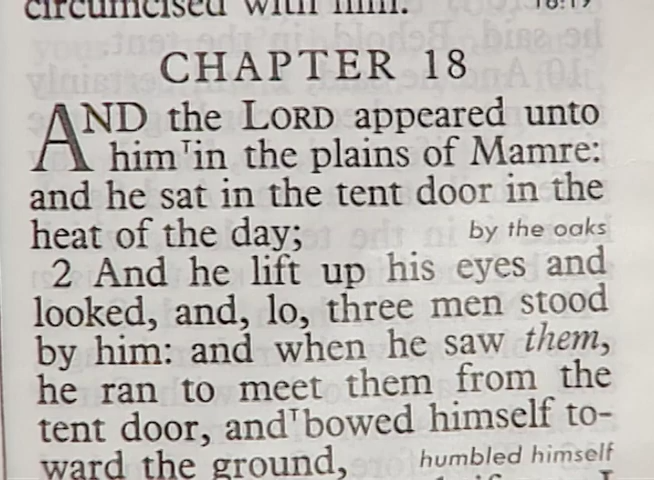 circumcised with him.
CHAPTER 18
AND the LORD appeared unto
him ᵀin the plains of Mamre:
and he sat in the tent door in the
heat of the day; by the oaks
2 And he lift up his eyes and
looked, and, lo, three men stood
by him: and when he saw them,
he ran to meet them from the
tent door, and ᵀbowed himself to-
ward the ground, humbled himself